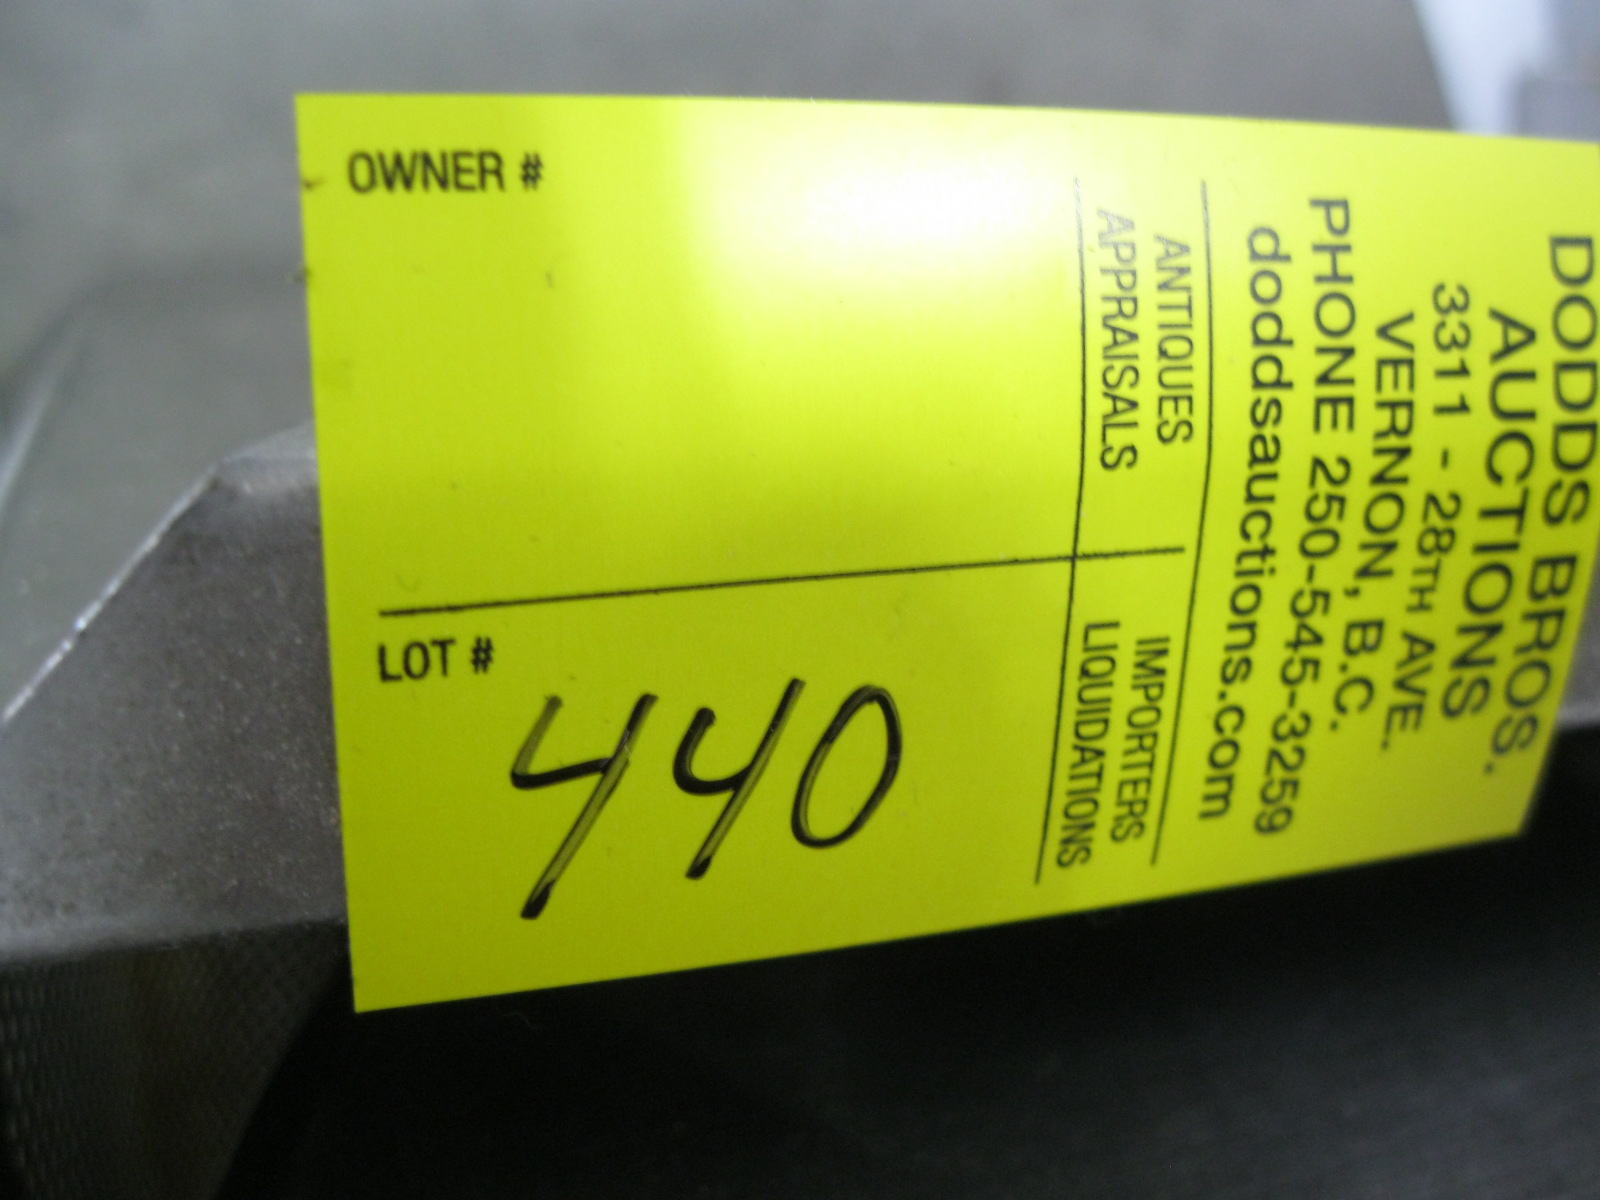 DODDS BROS.
AUCTIONS
3311 - 28TH AVE.
VERNON, B.C.
PHONE 250-545-3259
doddsauctions.com
ANTIQUES
APPRAISALS
IMPORTERS
LIQUIDATIONS
OWNER #
LOT #
440